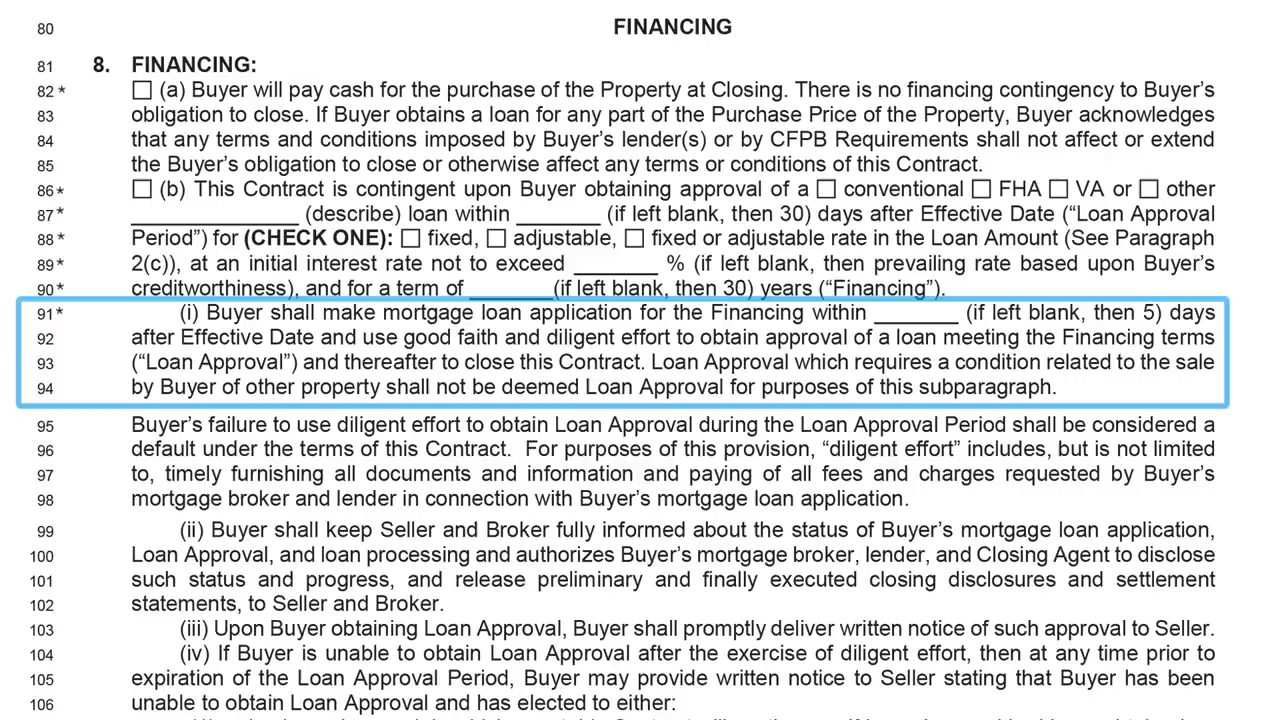 80 FINANCING
81 8. FINANCING:
82* ☐ (a) Buyer will pay cash for the purchase of the Property at Closing. There is no financing contingency to Buyer's
83 obligation to close. If Buyer obtains a loan for any part of the Purchase Price of the Property, Buyer acknowledges
84 that any terms and conditions imposed by Buyer's lender(s) or by CFPB Requirements shall not affect or extend
85 the Buyer's obligation to close or otherwise affect any terms or conditions of this Contract.
86* ☐ (b) This Contract is contingent upon Buyer obtaining approval of a ☐ conventional ☐ FHA ☐ VA or ☐ other
87* ______________ (describe) loan within _______ (if left blank, then 30) days after Effective Date ("Loan Approval
88* Period") for (CHECK ONE): ☐ fixed, ☐ adjustable, ☐ fixed or adjustable rate in the Loan Amount (See Paragraph
89* 2(c)), at an initial interest rate not to exceed _______ % (if left blank, then prevailing rate based upon Buyer's
90* creditworthiness), and for a term of _______(if left blank, then 30) years ("Financing").
91* (i) Buyer shall make mortgage loan application for the Financing within _______ (if left blank, then 5) days
92 after Effective Date and use good faith and diligent effort to obtain approval of a loan meeting the Financing terms
93 ("Loan Approval") and thereafter to close this Contract. Loan Approval which requires a condition related to the sale
94 by Buyer of other property shall not be deemed Loan Approval for purposes of this subparagraph.
95 Buyer's failure to use diligent effort to obtain Loan Approval during the Loan Approval Period shall be considered a
96 default under the terms of this Contract. For purposes of this provision, "diligent effort" includes, but is not limited
97 to, timely furnishing all documents and information and paying of all fees and charges requested by Buyer's
98 mortgage broker and lender in connection with Buyer's mortgage loan application.
99 (ii) Buyer shall keep Seller and Broker fully informed about the status of Buyer's mortgage loan application,
100 Loan Approval, and loan processing and authorizes Buyer's mortgage broker, lender, and Closing Agent to disclose
101 such status and progress, and release preliminary and finally executed closing disclosures and settlement
102 statements, to Seller and Broker.
103 (iii) Upon Buyer obtaining Loan Approval, Buyer shall promptly deliver written notice of such approval to Seller.
104 (iv) If Buyer is unable to obtain Loan Approval after the exercise of diligent effort, then at any time prior to
105 expiration of the Loan Approval Period, Buyer may provide written notice to Seller stating that Buyer has been
106 unable to obtain Loan Approval and has elected to either: